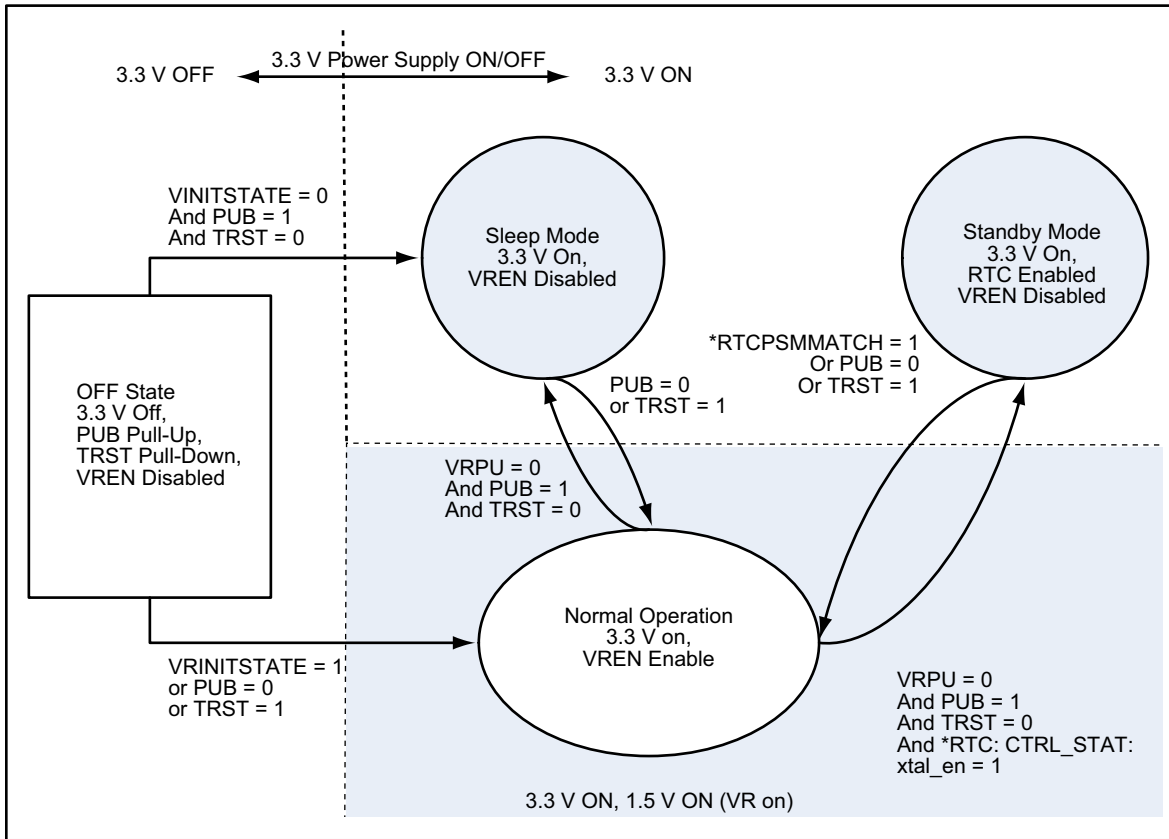 3.3 V Power Supply ON/OFF
3.3 V OFF
3.3 V ON
VINITSTATE = 0
And PUB = 1
And TRST = 0
Sleep Mode
3.3 V On,
VREN Disabled
Standby Mode
3.3 V On,
RTC Enabled
VREN Disabled
OFF State
3.3 V Off,
PUB Pull-Up,
TRST Pull-Down,
VREN Disabled
*RTCPSMMATCH = 1
Or PUB = 0
Or TRST = 1
PUB = 0
or TRST = 1
VRPU = 0
And PUB = 1
And TRST = 0
Normal Operation
3.3 V on,
VREN Enable
VRINITSTATE = 1
or PUB = 0
or TRST = 1
VRPU = 0
And PUB = 1
And TRST = 0
And *RTC: CTRL_STAT:
xtal_en = 1
3.3 V ON, 1.5 V ON (VR on)